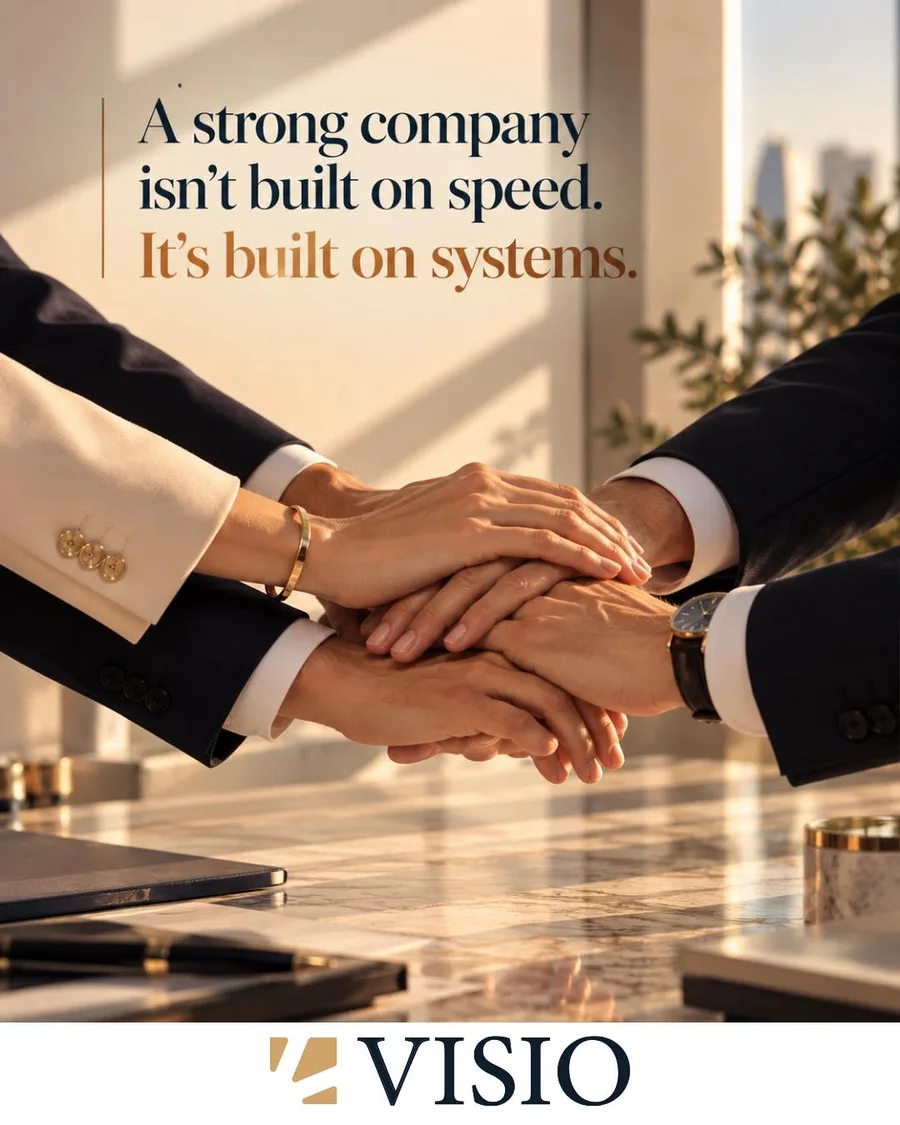 A strong company
isn’t built on speed.
It’s built on systems.
VISIO